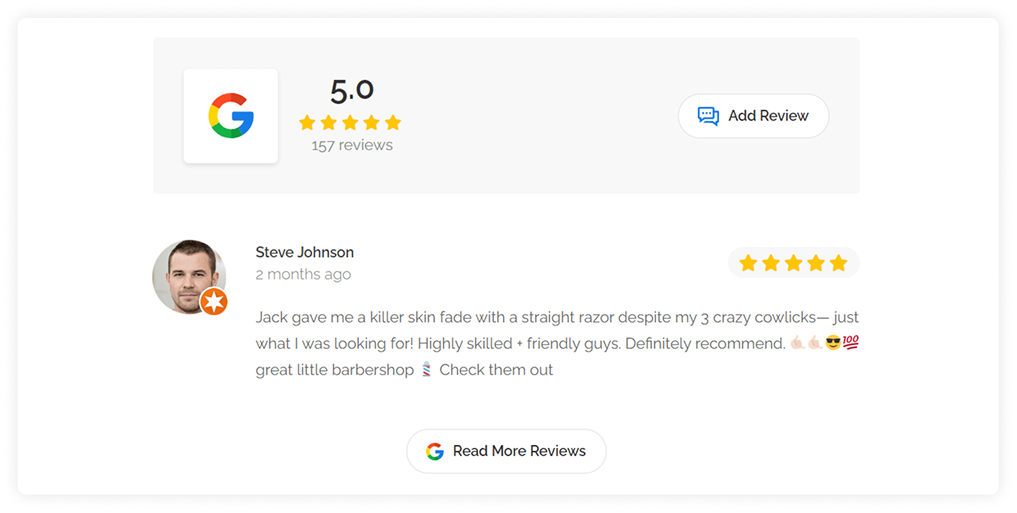 5.0
157 reviews
Add Review
Steve Johnson
2 months ago
Jack gave me a killer skin fade with a straight razor despite my 3 crazy cowlicks— just
what I was looking for! Highly skilled + friendly guys. Definitely recommend. 👌🏻👌🏻😎💯
great little barbershop 💈 Check them out
Read More Reviews